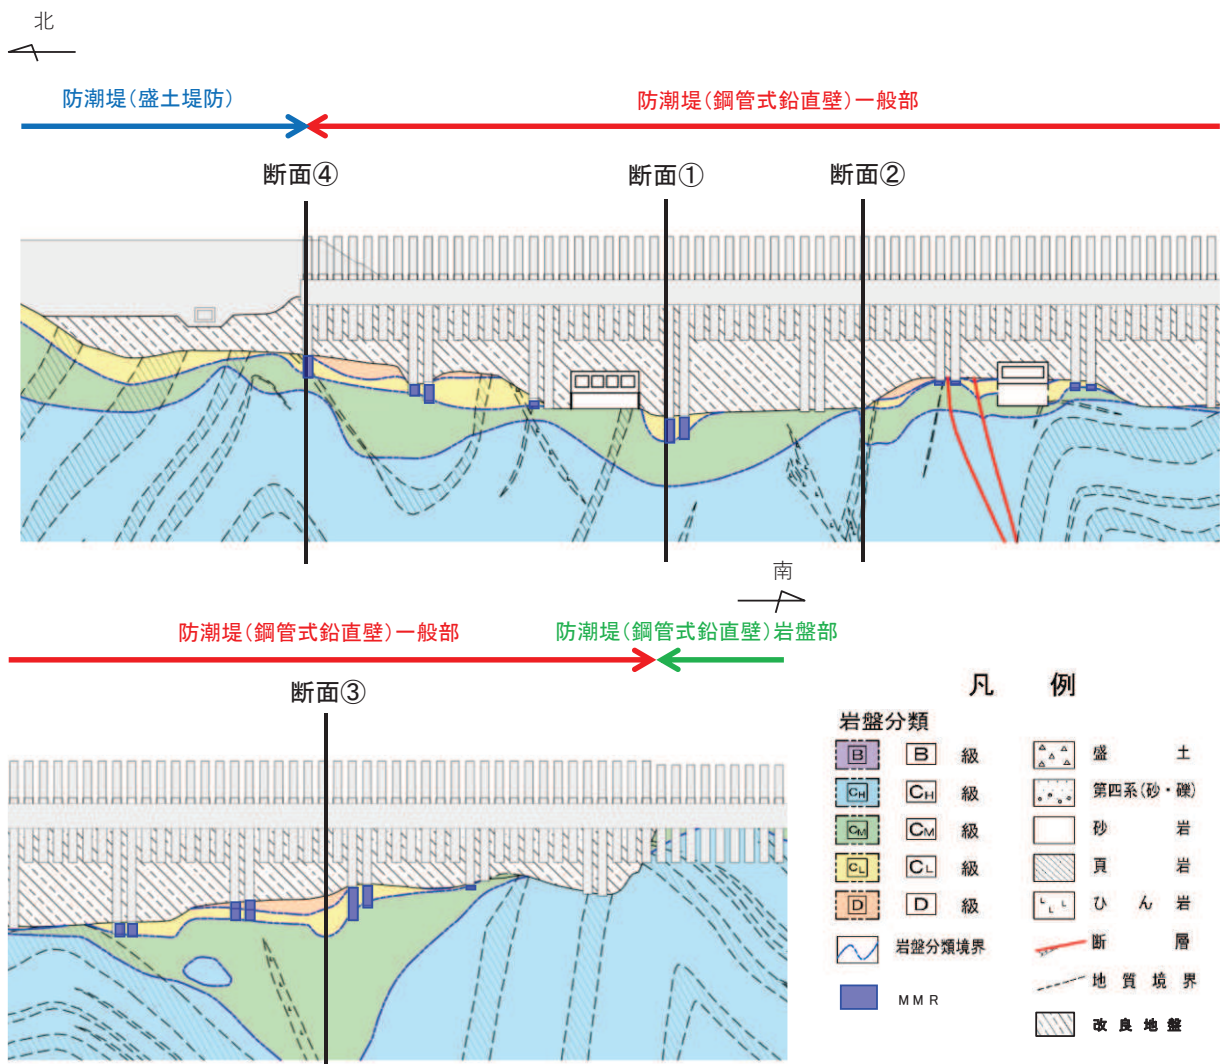 北
防潮堤(盛土堤防)
防潮堤(鋼管式鉛直壁)一般部
断面④
断面①
断面②
南
防潮堤(鋼管式鉛直壁)一般部
防潮堤(鋼管式鉛直壁)岩盤部
断面③
凡 例
岩盤分類
B B 級
CH CH 級
CM CM 級
CL CL 級
D D 級
岩盤分類境界
MMR
盛 土
第四系(砂・礫)
砂 岩
頁 岩
ひ ん 岩
断 層
地 質 境 界
改 良 地 盤